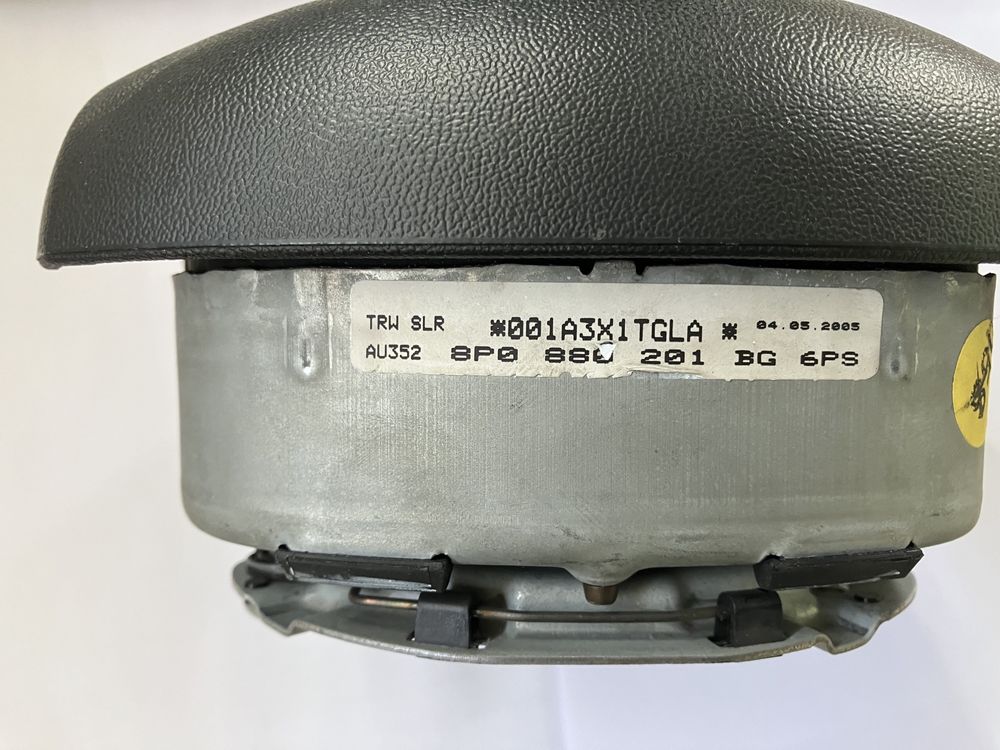 TRW SLR *001A3X1TGLA * 04.05.2005
AU352 8P0 880 201 BG 6PS